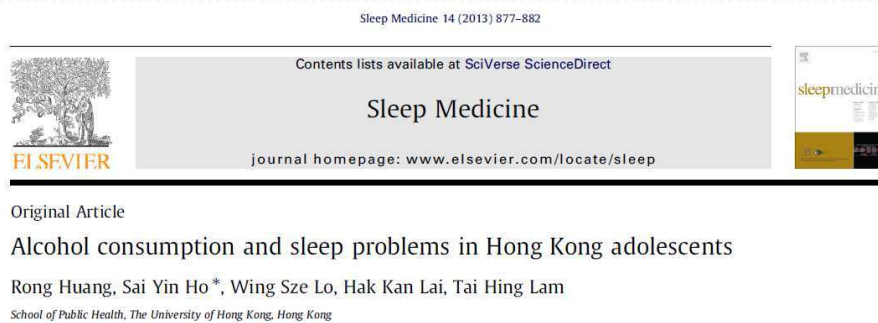 Sleep Medicine 14 (2013) 877–882
Contents lists available at SciVerse ScienceDirect
Sleep Medicine
journal homepage: www.elsevier.com/locate/sleep
ELSEVIER
sleepmedicin
Original Article
Alcohol consumption and sleep problems in Hong Kong adolescents
Rong Huang, Sai Yin Ho *, Wing Sze Lo, Hak Kan Lai, Tai Hing Lam
School of Public Health, The University of Hong Kong, Hong Kong